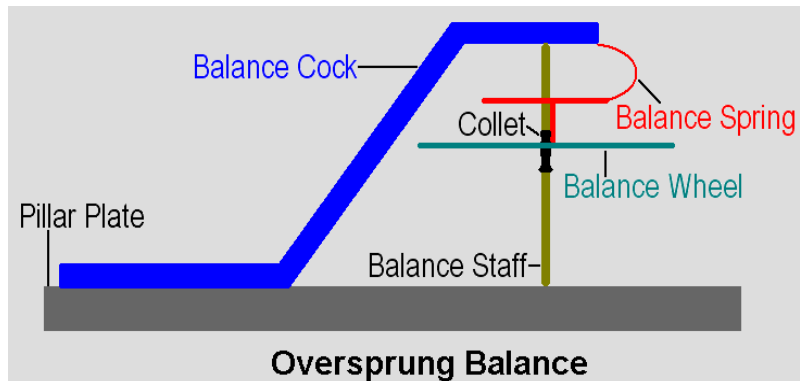 Balance Cock
Collet
Balance Spring
Balance Wheel
Pillar Plate
Balance Staff
Oversprung Balance